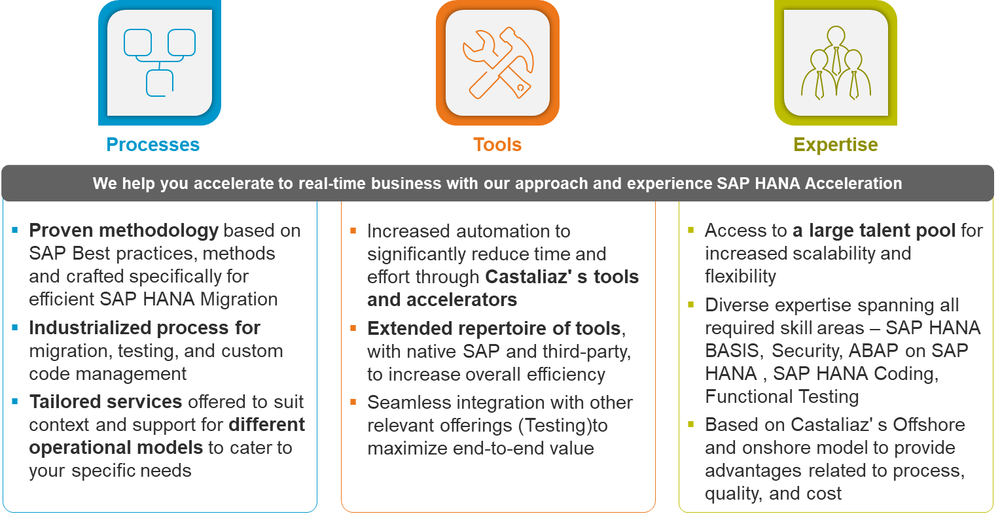 Processes
Tools
Expertise
We help you accelerate to real-time business with our approach and experience SAP HANA Acceleration
▪ Proven methodology based on
SAP Best practices, methods
and crafted specifically for
efficient SAP HANA Migration
▪ Industrialized process for
migration, testing, and custom
code management
▪ Tailored services offered to suit
context and support for different
operational models to cater to
your specific needs
▪ Increased automation to
significantly reduce time and
effort through Castaliaz' s tools
and accelerators
▪ Extended repertoire of tools,
with native SAP and third-party,
to increase overall efficiency
▪ Seamless integration with other
relevant offerings (Testing)to
maximize end-to-end value
▪ Access to a large talent pool for
increased scalability and
flexibility
▪ Diverse expertise spanning all
required skill areas – SAP HANA
BASIS, Security, ABAP on SAP
HANA , SAP HANA Coding,
Functional Testing
▪ Based on Castaliaz' s Offshore
and onshore model to provide
advantages related to process,
quality, and cost